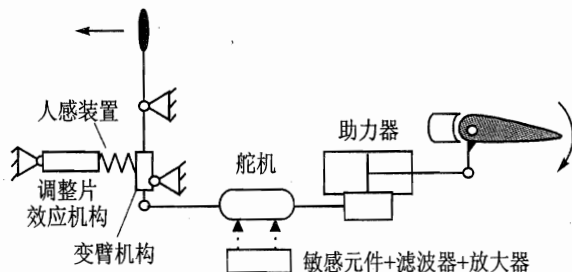 人感装置
助力器
舵机
调整片
效应机构
变臂机构
敏感元件+滤波器+放大器